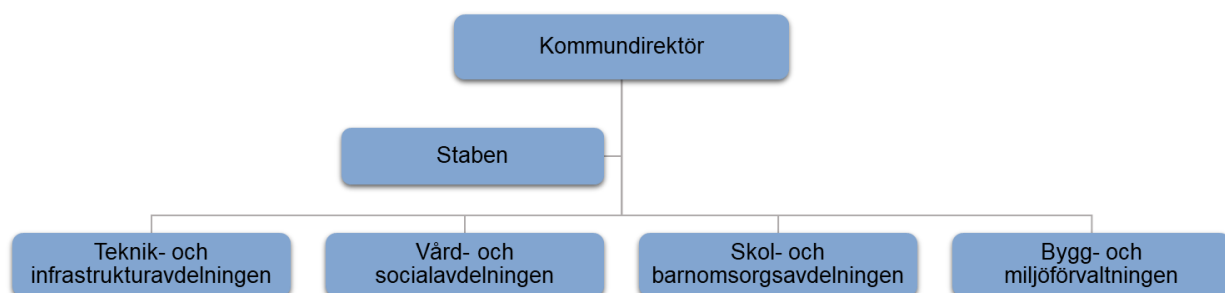 Kommundirektör
Staben
Teknik- och
infrastrukturavdelningen
Vård- och
socialavdelningen
Skol- och
barnomsorgsavdelningen
Bygg- och
miljöförvaltningen